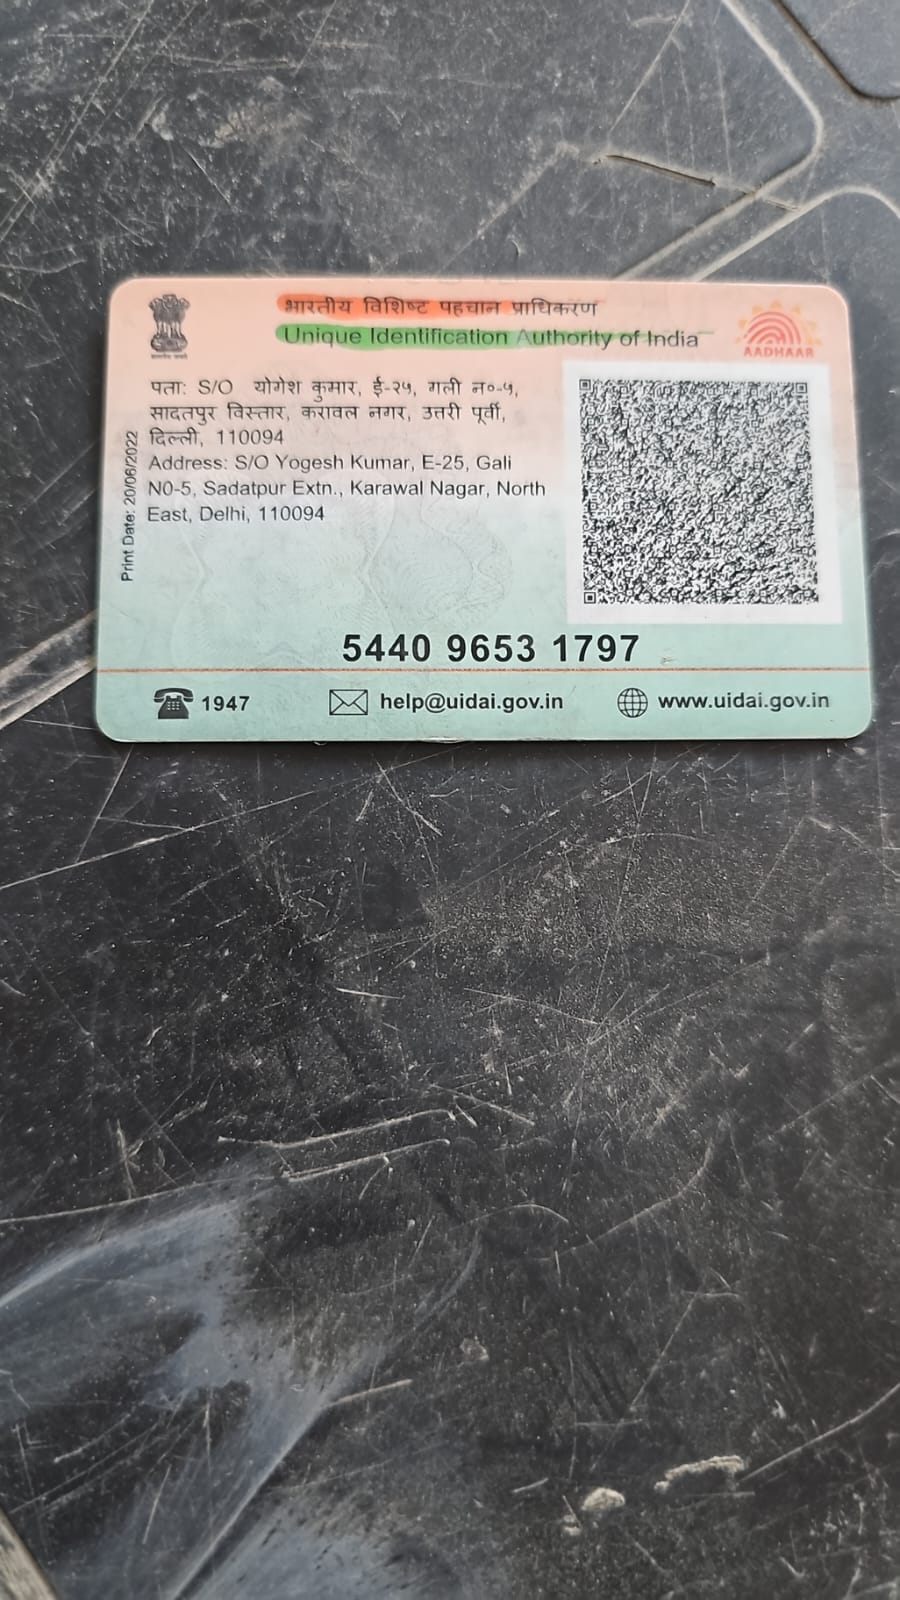 भारतीय विशिष्ट पहचान प्राधिकरण
Unique Identification Authority of India
AADHAAR
पता: S/O योगेश कुमार, ई-२५, गली न०-५,
सादतपुर विस्तार, करावल नगर, उत्तरी पूर्वी,
दिल्ली, 110094
Address: S/O Yogesh Kumar, E-25, Gali
N0-5, Sadatpur Extn., Karawal Nagar, North
East, Delhi, 110094
Print Date: 20/06/2022
5440 9653 1797
1947
help@uidai.gov.in
www.uidai.gov.in